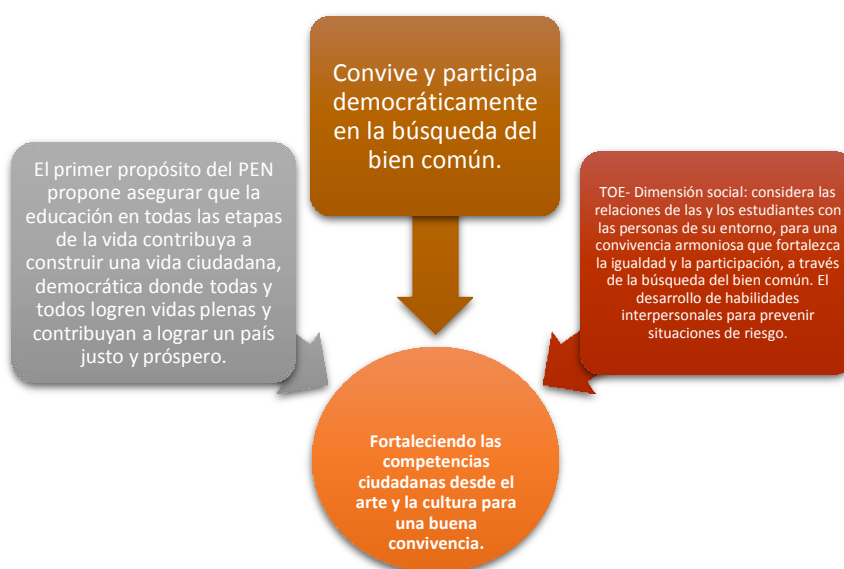 Convive y participa
democráticamente
en la búsqueda del
bien común.
El primer propósito del PEN
propone asegurar que la
educación en todas las etapas
de la vida contribuya a
construir una vida ciudadana,
democrática donde todas y
todos logren vidas plenas y
contribuyan a lograr un país
justo y próspero.
TOE- Dimensión social: considera las
relaciones de las y los estudiantes con
las personas de su entorno, para una
convivencia armoniosa que fortalezca
la igualdad y la participación, a través
de la búsqueda del bien común. El
desarrollo de habilidades
interpersonales para prevenir
situaciones de riesgo.
Fortaleciendo las
competencias
ciudadanas desde el
arte y la cultura para
una buena
convivencia.